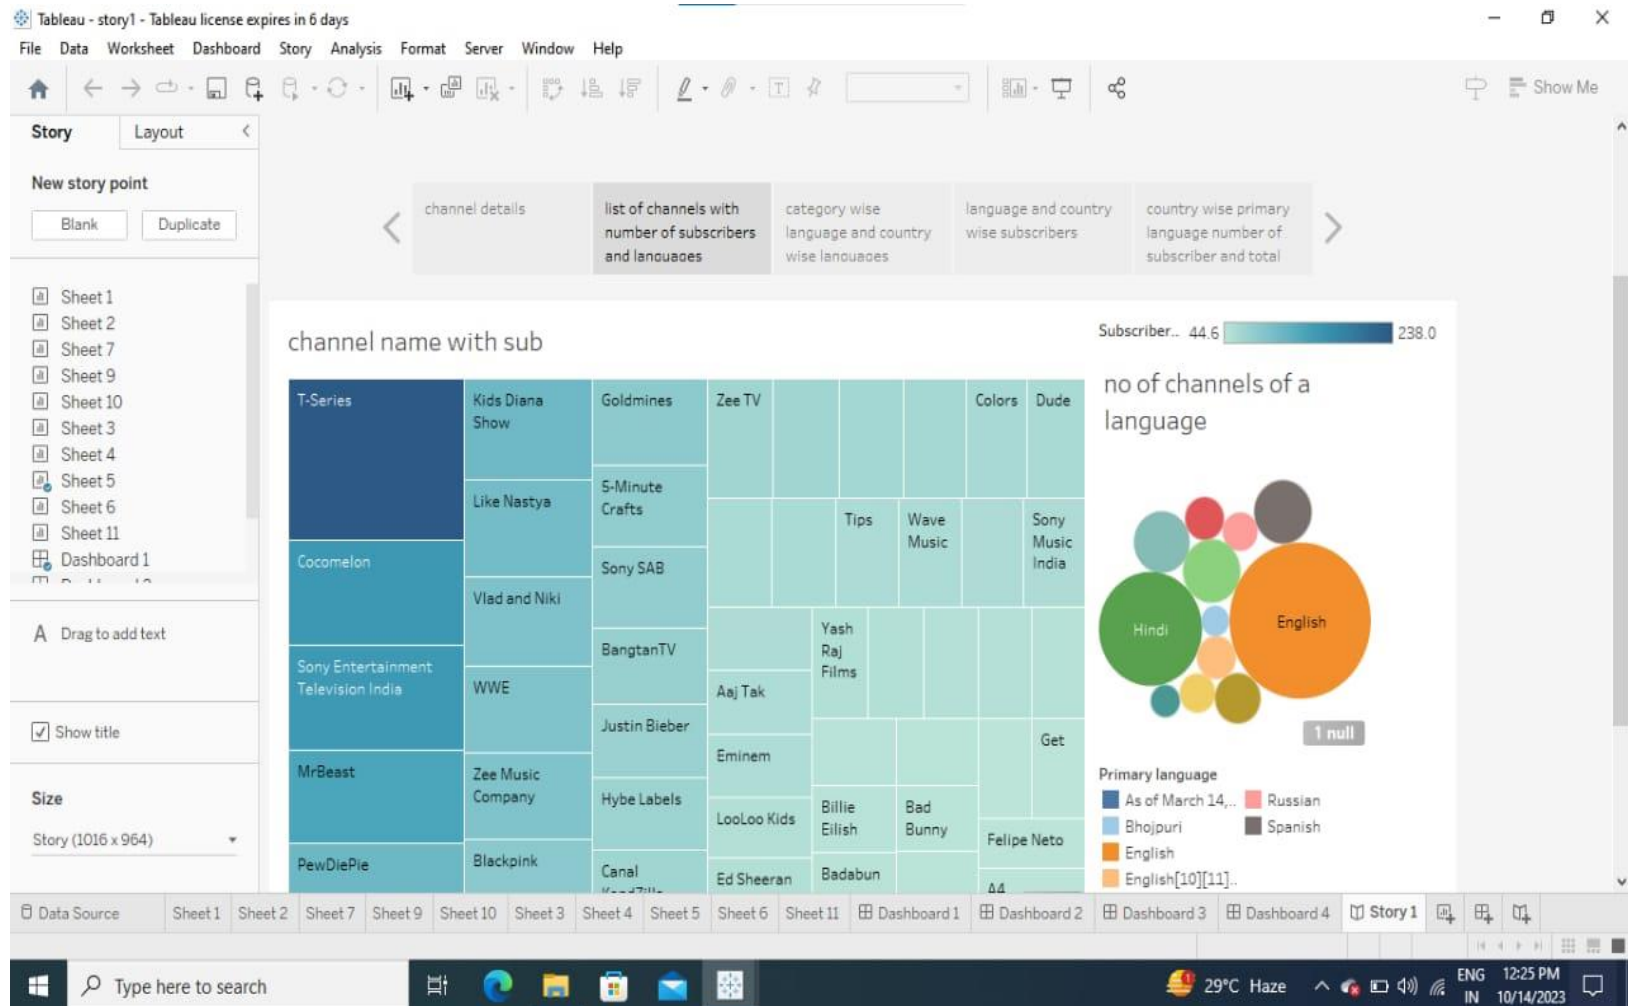 Tableau - story1 - Tableau license expires in 6 days
File Data Worksheet Dashboard Story Analysis Format Server Window Help
Show Me
Story Layout
New story point
Blank Duplicate
Sheet 1
Sheet 2
Sheet 7
Sheet 9
Sheet 10
Sheet 3
Sheet 4
Sheet 5
Sheet 6
Sheet 11
Dashboard 1
A Drag to add text
Show title
Size
Story (1016 x 964)
channel details
list of channels with
number of subscribers
and languages
category wise
language and country
wise languages
language and country
wise subscribers
country wise primary
language number of
subscriber and total
channel name with sub
T-Series
Cocomelon
Sony Entertainment
Television India
MrBeast
PewDiePie
Kids Diana
Show
Like Nastya
Vlad and Niki
WWE
Zee Music
Company
Blackpink
Goldmines
5-Minute
Crafts
Sony SAB
BangtanTV
Justin Bieber
Hybe Labels
Canal
Zee TV
Colors
Dude
Tips
Wave
Music
Sony
Music
India
Yash
Raj
Films
Aaj Tak
Eminem
LooLoo Kids
Ed Sheeran
Billie
Eilish
Badabun
Bad
Bunny
Get
Felipe Neto
A4
Subscriber.. 44.6 238.0
no of channels of a
language
Hindi
English
1 null
Primary language
As of March 14,..
Bhojpuri
English
English[10][11]..
Russian
Spanish
Data Source Sheet 1 Sheet 2 Sheet 7 Sheet 9 Sheet 10 Sheet 3 Sheet 4 Sheet 5 Sheet 6 Sheet 11 Dashboard 1 Dashboard 2 Dashboard 3 Dashboard 4 Story 1
Type here to search
29°C Haze
ENG
IN
12:25 PM
10/14/2023